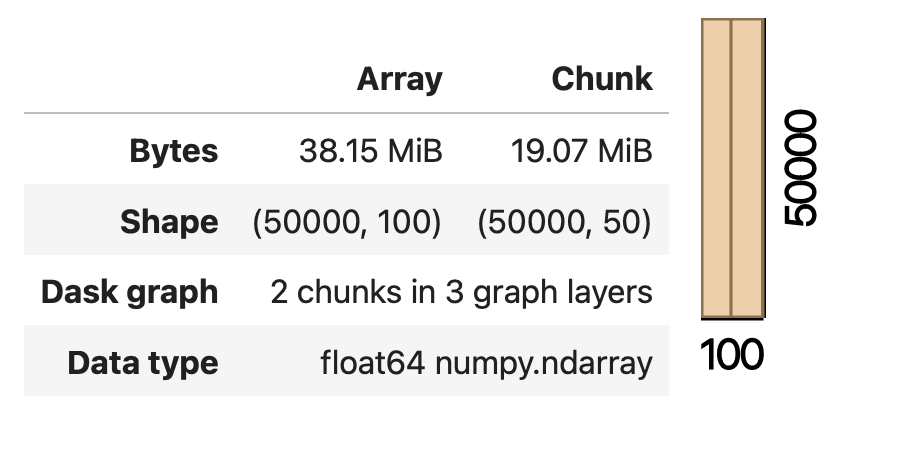 Array Chunk
Bytes 38.15 MiB 19.07 MiB
Shape (50000, 100) (50000, 50)
Dask graph 2 chunks in 3 graph layers
Data type float64 numpy.ndarray
50000
100